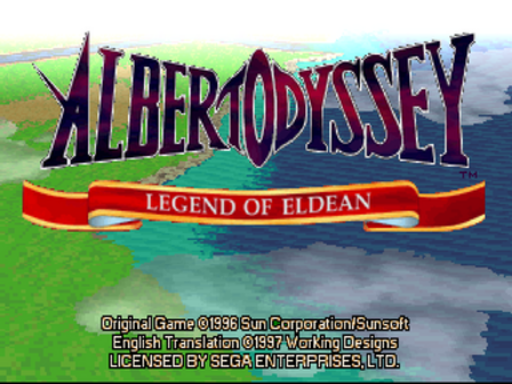 ALBERT ODYSSEY
TM
LEGEND OF ELDEAN
Original Game ©1996 Sun Corporation/Sunsoft
English Translation ©1997 Working Designs
LICENSED BY SEGA ENTERPRISES, LTD.